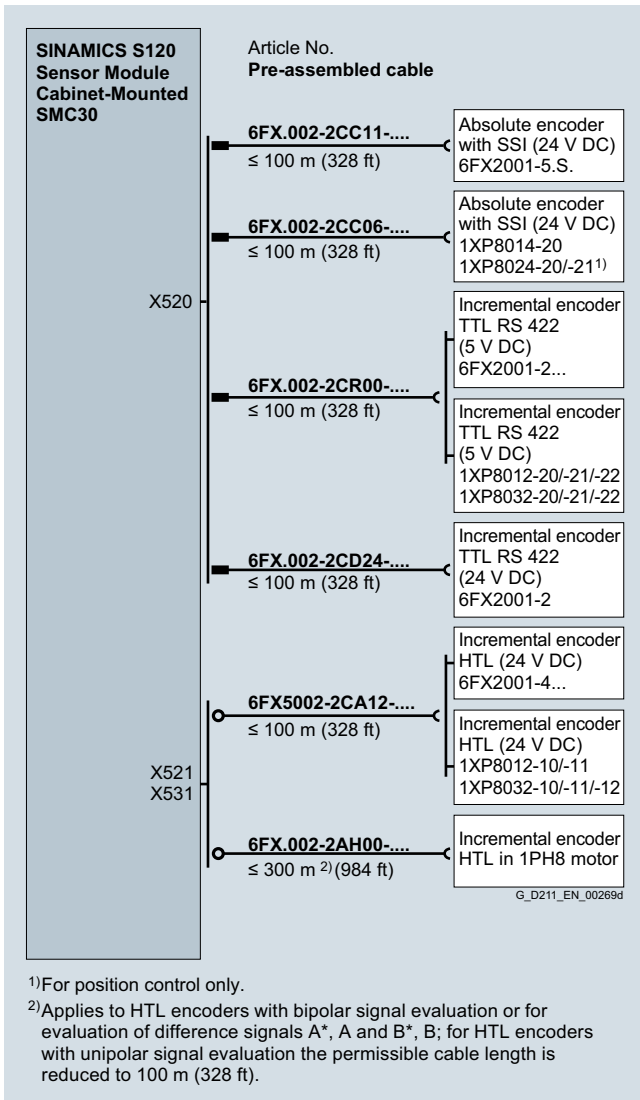 SINAMICS S120
Sensor Module
Cabinet-Mounted
SMC30
Article No.
Pre-assembled cable
6FX.002-2CC11-....
≤ 100 m (328 ft)
Absolute encoder
with SSI (24 V DC)
6FX2001-5.S.
6FX.002-2CC06-....
≤ 100 m (328 ft)
Absolute encoder
with SSI (24 V DC)
1XP8014-20
1XP8024-20/-21¹⁾
X520
Incremental encoder
TTL RS 422
(5 V DC)
6FX2001-2...
6FX.002-2CR00-....
≤ 100 m (328 ft)
Incremental encoder
TTL RS 422
(5 V DC)
1XP8012-20/-21/-22
1XP8032-20/-21/-22
6FX.002-2CD24-....
≤ 100 m (328 ft)
Incremental encoder
TTL RS 422
(24 V DC)
6FX2001-2
Incremental encoder
HTL (24 V DC)
6FX2001-4...
6FX5002-2CA12-....
≤ 100 m (328 ft)
Incremental encoder
HTL (24 V DC)
1XP8012-10/-11
1XP8032-10/-11/-12
X521
X531
6FX.002-2AH00-....
≤ 300 m ²⁾ (984 ft)
Incremental encoder
HTL in 1PH8 motor
G_D211_EN_00269d
¹⁾ For position control only.
²⁾ Applies to HTL encoders with bipolar signal evaluation or for
evaluation of difference signals A*, A and B*, B; for HTL encoders
with unipolar signal evaluation the permissible cable length is
reduced to 100 m (328 ft).